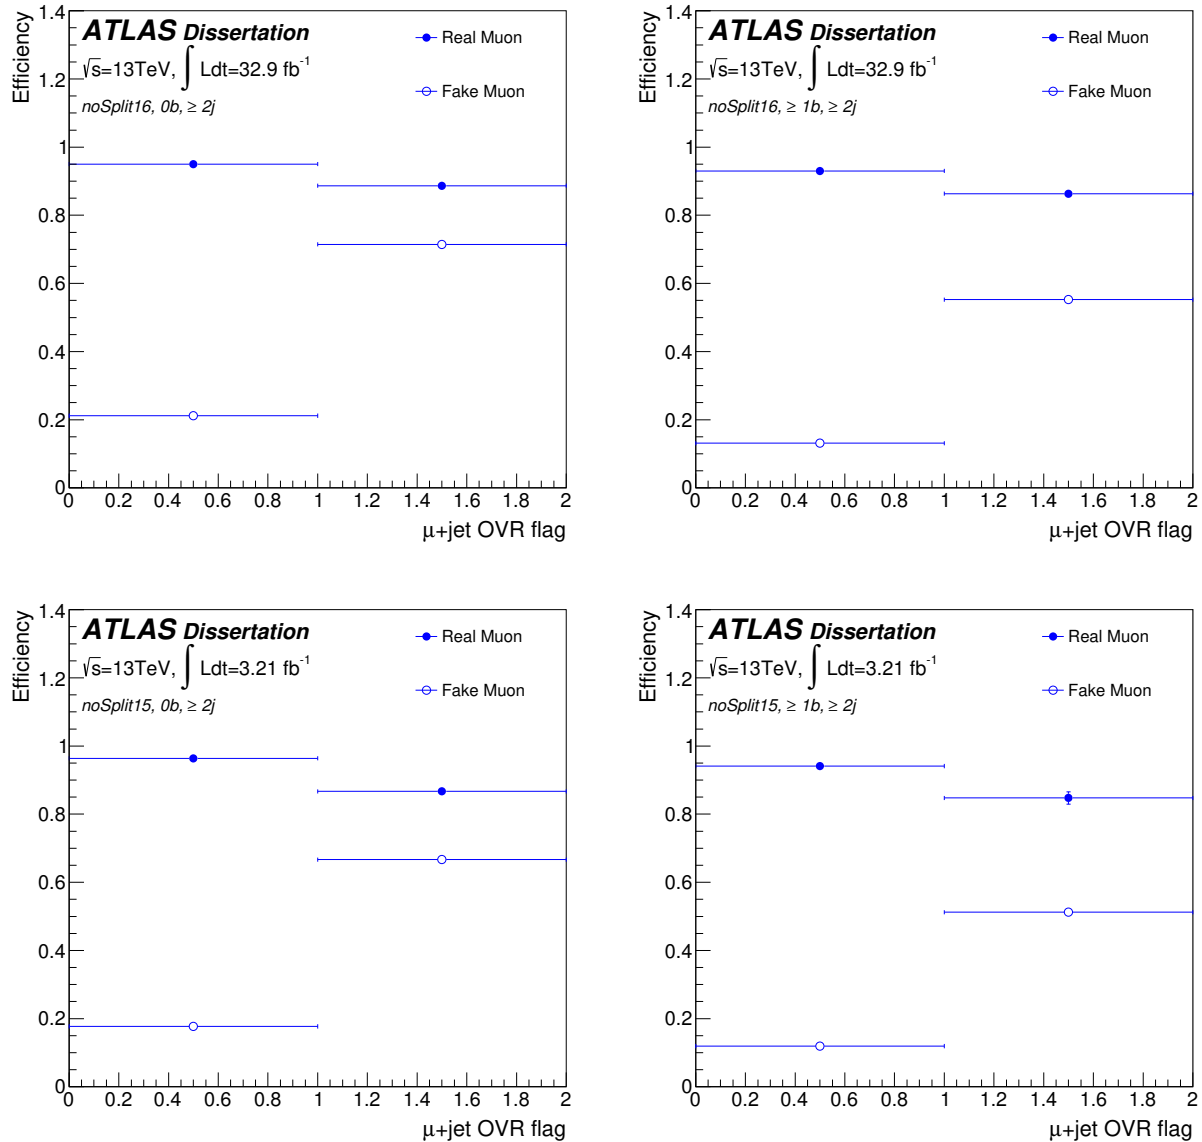 Efficiency
ATLAS Dissertation
√s=13TeV, ∫ Ldt=32.9 fb⁻¹
noSplit16, 0b, ≥ 2j
Real Muon
Fake Muon
1.4
1.2
1
0.8
0.6
0.4
0.2
0
0 0.2 0.4 0.6 0.8 1 1.2 1.4 1.6 1.8 2
μ+jet OVR flag
Efficiency
ATLAS Dissertation
√s=13TeV, ∫ Ldt=32.9 fb⁻¹
noSplit16, ≥ 1b, ≥ 2j
Real Muon
Fake Muon
1.4
1.2
1
0.8
0.6
0.4
0.2
0
0 0.2 0.4 0.6 0.8 1 1.2 1.4 1.6 1.8 2
μ+jet OVR flag
Efficiency
ATLAS Dissertation
√s=13TeV, ∫ Ldt=3.21 fb⁻¹
noSplit15, 0b, ≥ 2j
Real Muon
Fake Muon
1.4
1.2
1
0.8
0.6
0.4
0.2
0
0 0.2 0.4 0.6 0.8 1 1.2 1.4 1.6 1.8 2
μ+jet OVR flag
Efficiency
ATLAS Dissertation
√s=13TeV, ∫ Ldt=3.21 fb⁻¹
noSplit15, ≥ 1b, ≥ 2j
Real Muon
Fake Muon
1.4
1.2
1
0.8
0.6
0.4
0.2
0
0 0.2 0.4 0.6 0.8 1 1.2 1.4 1.6 1.8 2
μ+jet OVR flag